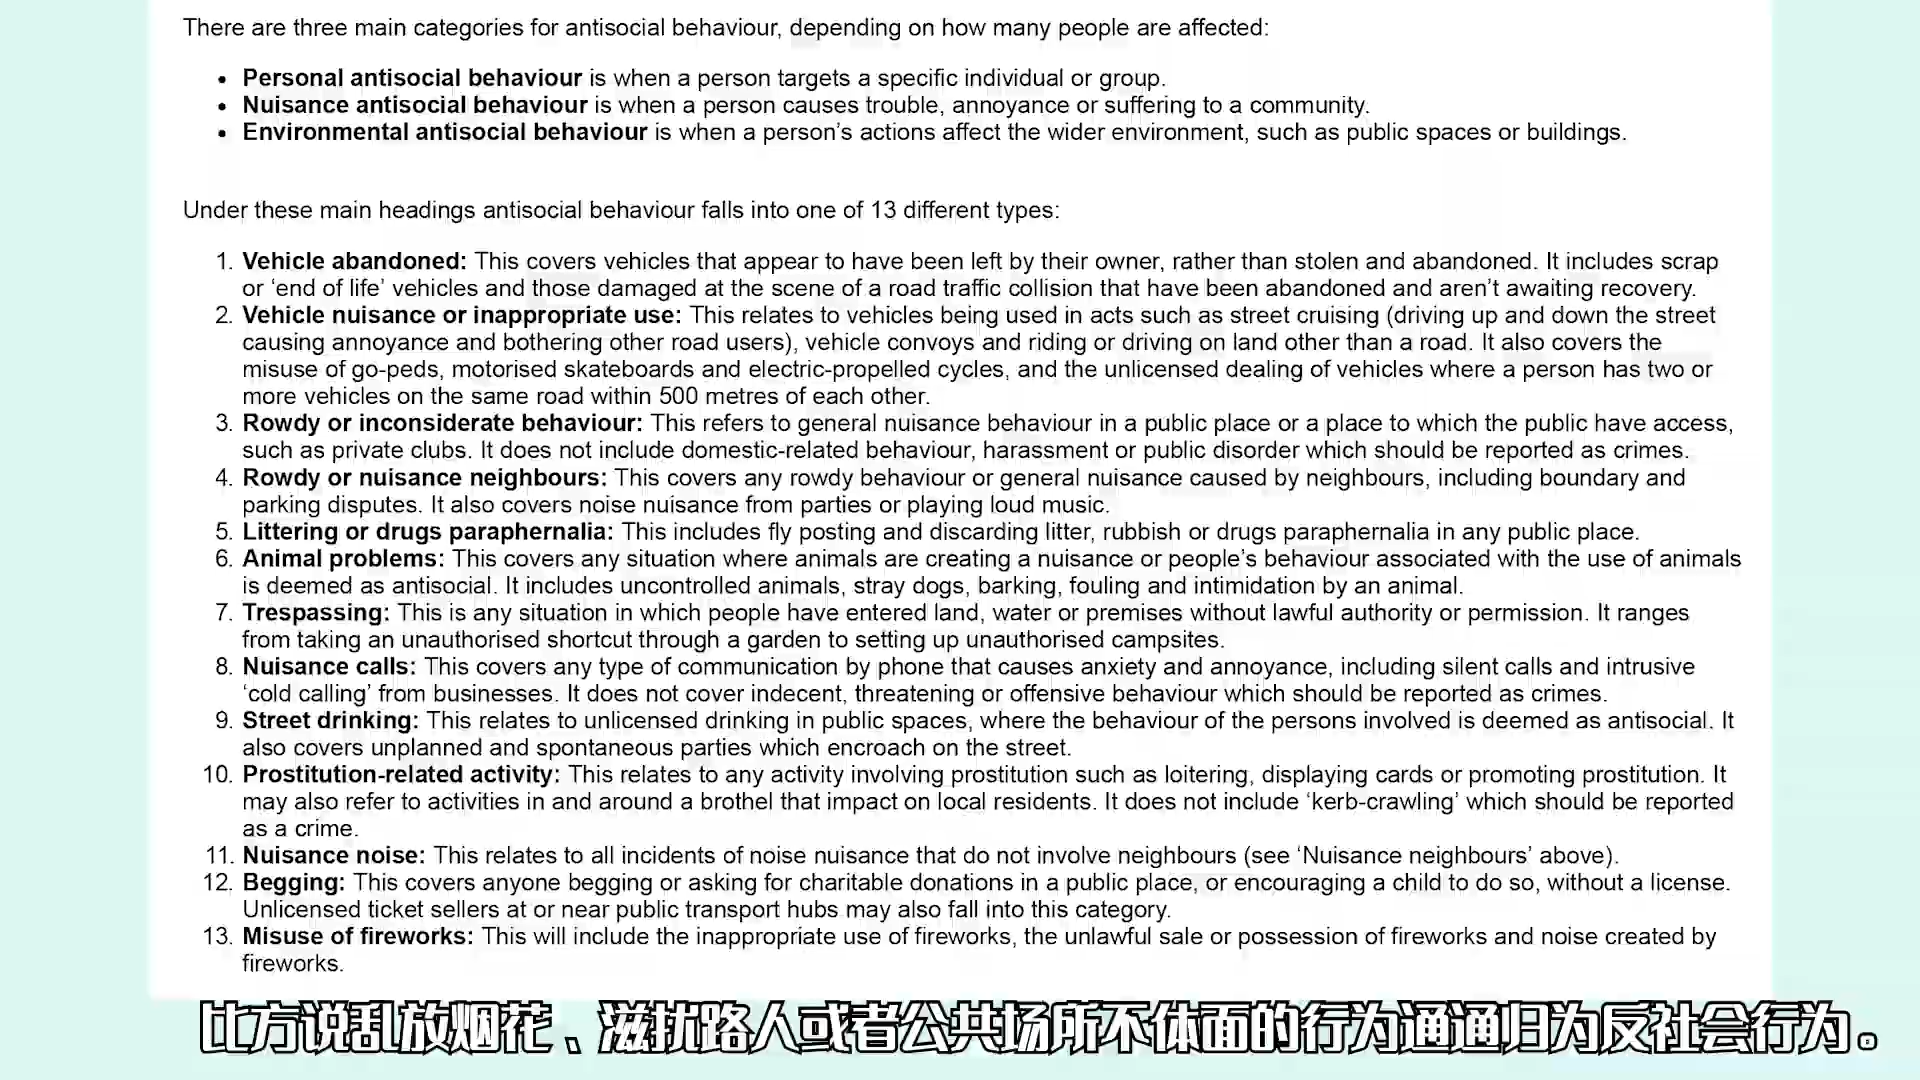 There are three main categories for antisocial behaviour, depending on how many people are affected:
• Personal antisocial behaviour is when a person targets a specific individual or group.
• Nuisance antisocial behaviour is when a person causes trouble, annoyance or suffering to a community.
• Environmental antisocial behaviour is when a person’s actions affect the wider environment, such as public spaces or buildings.
Under these main headings antisocial behaviour falls into one of 13 different types:
1. Vehicle abandoned: This covers vehicles that appear to have been left by their owner, rather than stolen and abandoned. It includes scrap
or ‘end of life’ vehicles and those damaged at the scene of a road traffic collision that have been abandoned and aren’t awaiting recovery.
2. Vehicle nuisance or inappropriate use: This relates to vehicles being used in acts such as street cruising (driving up and down the street
causing annoyance and bothering other road users), vehicle convoys and riding or driving on land other than a road. It also covers the
misuse of go-peds, motorised skateboards and electric-propelled cycles, and the unlicensed dealing of vehicles where a person has two or
more vehicles on the same road within 500 metres of each other.
3. Rowdy or inconsiderate behaviour: This refers to general nuisance behaviour in a public place or a place to which the public have access,
such as private clubs. It does not include domestic-related behaviour, harassment or public disorder which should be reported as crimes.
4. Rowdy or nuisance neighbours: This covers any rowdy behaviour or general nuisance caused by neighbours, including boundary and
parking disputes. It also covers noise nuisance from parties or playing loud music.
5. Littering or drugs paraphernalia: This includes fly posting and discarding litter, rubbish or drugs paraphernalia in any public place.
6. Animal problems: This covers any situation where animals are creating a nuisance or people’s behaviour associated with the use of animals
is deemed as antisocial. It includes uncontrolled animals, stray dogs, barking, fouling and intimidation by an animal.
7. Trespassing: This is any situation in which people have entered land, water or premises without lawful authority or permission. It ranges
from taking an unauthorised shortcut through a garden to setting up unauthorised campsites.
8. Nuisance calls: This covers any type of communication by phone that causes anxiety and annoyance, including silent calls and intrusive
‘cold calling’ from businesses. It does not cover indecent, threatening or offensive behaviour which should be reported as crimes.
9. Street drinking: This relates to unlicensed drinking in public spaces, where the behaviour of the persons involved is deemed as antisocial. It
also covers unplanned and spontaneous parties which encroach on the street.
10. Prostitution-related activity: This relates to any activity involving prostitution such as loitering, displaying cards or promoting prostitution. It
may also refer to activities in and around a brothel that impact on local residents. It does not include ‘kerb-crawling’ which should be reported
as a crime.
11. Nuisance noise: This relates to all incidents of noise nuisance that do not involve neighbours (see ‘Nuisance neighbours’ above).
12. Begging: This covers anyone begging or asking for charitable donations in a public place, or encouraging a child to do so, without a license.
Unlicensed ticket sellers at or near public transport hubs may also fall into this category.
13. Misuse of fireworks: This will include the inappropriate use of fireworks, the unlawful sale or possession of fireworks and noise created by
fireworks.
比方说乱放烟花、滋扰路人或者公共场所不体面的行为通通归为反社会行为。